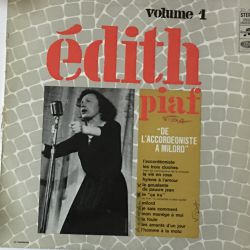 volume 1
STEREO
édith
piaf
"DE
L'ACCORDEONISTE
A MILORD"
l'accordéoniste
les trois cloches
la vie en rose
hymne à l'amour
la goualante
du pauvre jean
le "ça ira"
milord
je sais comment
mon manège à moi
la foule
les amants d'un jour
l'homme à la moto